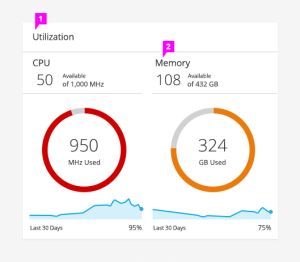 1
Utilization
2
CPU
50 Available of 1,000 MHz
Memory
108 Available of 432 GB
950
MHz Used
324
GB Used
Last 30 Days 95%
Last 30 Days 75%